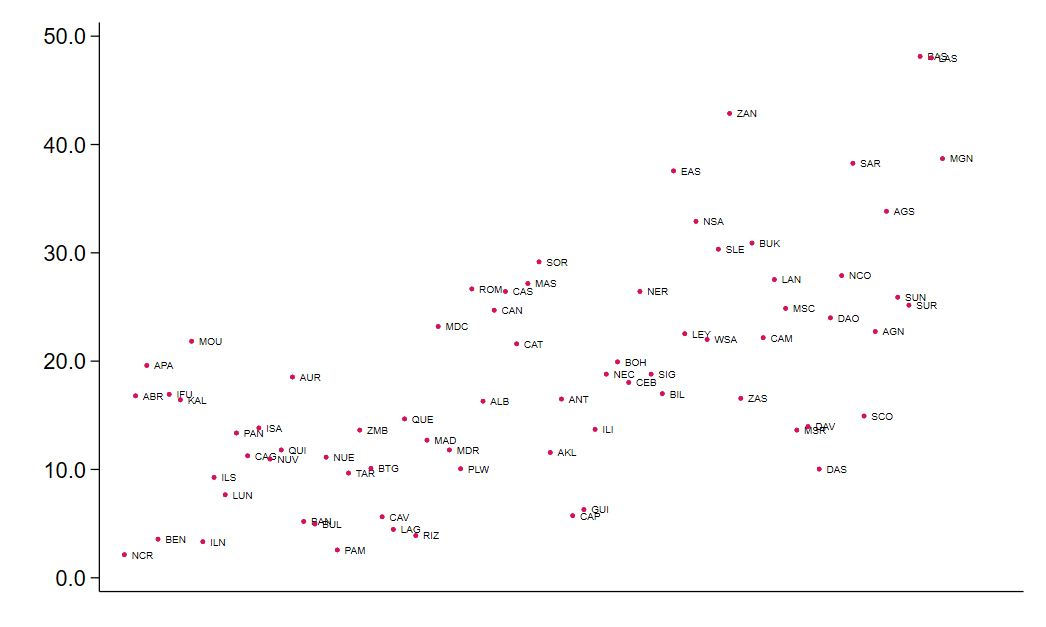 50.0
BAS LAS
ZAN
40.0
MGN
SAR
EAS
AGS
NSA
BUK
30.0
SLE
SOR
NCO
LAN
MAS
ROM CAS NER
SUN
SUR
CAN MSC
DAO
MDC
AGN
LEY
WSA CAM
MOU CAT
20.0
BOH
APA
NEC SIG
AUR
CEB
BIL
ABR IFU
KAL ALB ANT ZAS
SCO
QUE
PAN ISA ZMB ILI MSR DAV
MAD
QUI MDR
CAG NUV NUE AKL
10.0
TAR BTG PLW DAS
ILS
LUN
GUI
CAV CAP
BAN BUL
LAG
RIZ
BEN ILN
PAM
NCR
0.0